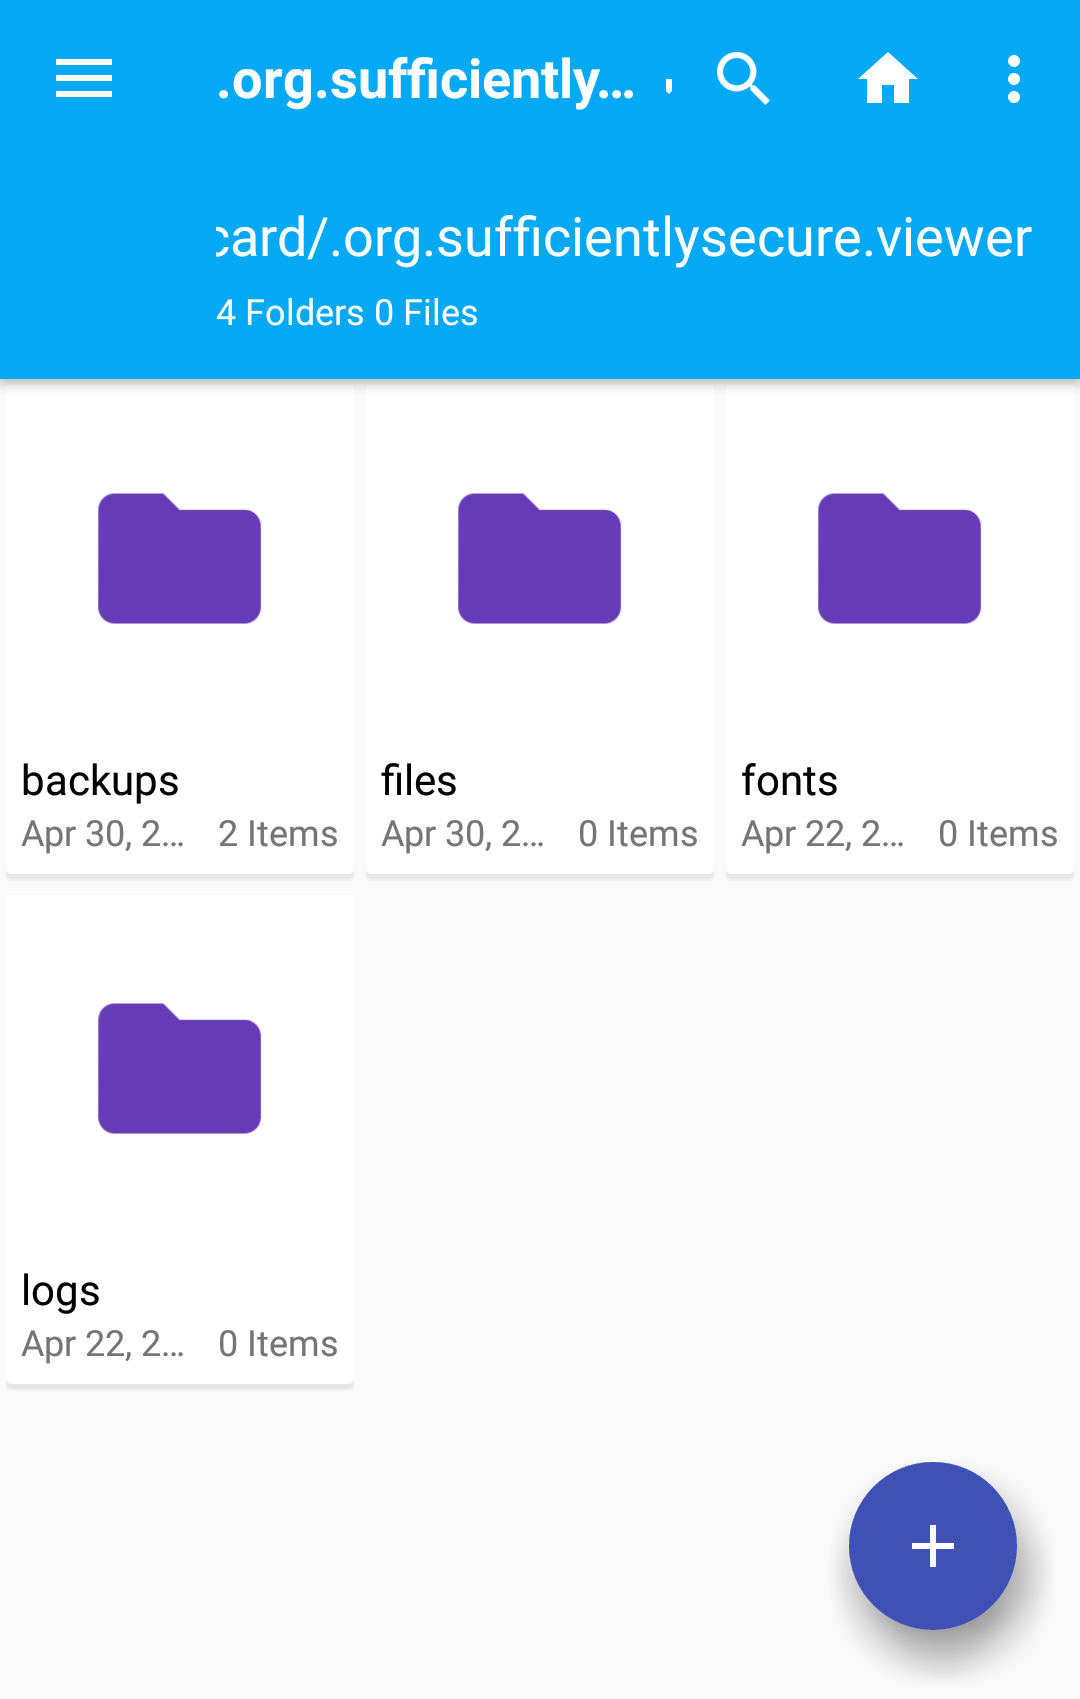 .org.sufficiently...
card/.org.sufficientlysecure.viewer
4 Folders 0 Files
backups
Apr 30, 2... 2 Items
files
Apr 30, 2... 0 Items
fonts
Apr 22, 2... 0 Items
logs
Apr 22, 2... 0 Items